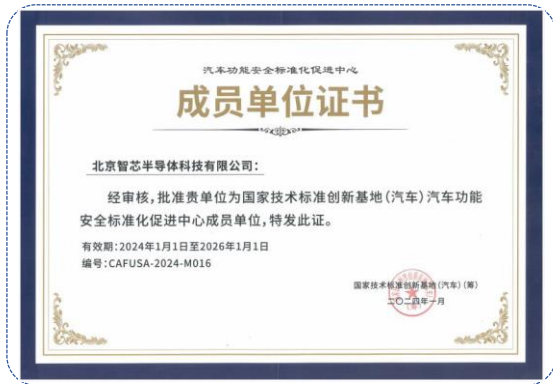 汽车功能安全标准化促进中心
成员单位证书
北京智芯半导体科技有限公司：
经审核，批准贵单位为国家技术标准创新基地（汽车）汽车功能
安全标准化促进中心成员单位，特发此证。
有效期：2024年1月1日至2026年1月1日
编号：CAFUSA-2024-M016
国家技术标准创新基地（汽车）（筹）
二〇二四年一月